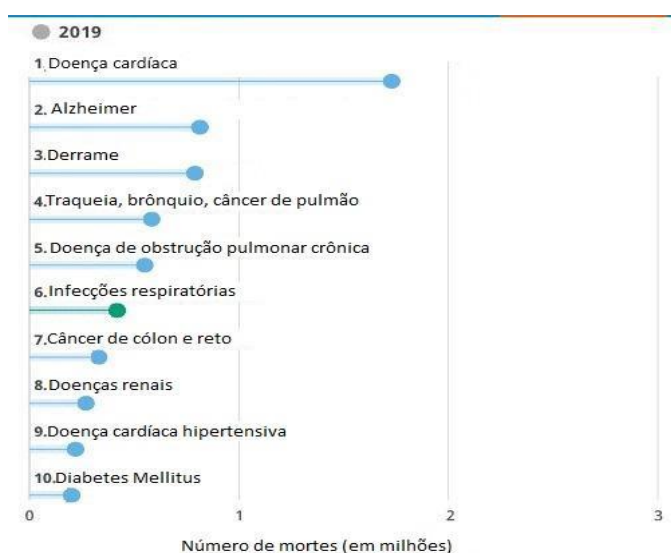 2019
1.Doença cardíaca
2. Alzheimer
3.Derrame
4.Traqueia, brônquio, câncer de pulmão
5. Doença de obstrução pulmonar crônica
6.Infecções respiratórias
7.Câncer de cólon e reto
8.Doenças renais
9.Doença cardíaca hipertensiva
10.Diabetes Mellitus
0 1 2 3
Número de mortes (em milhões)